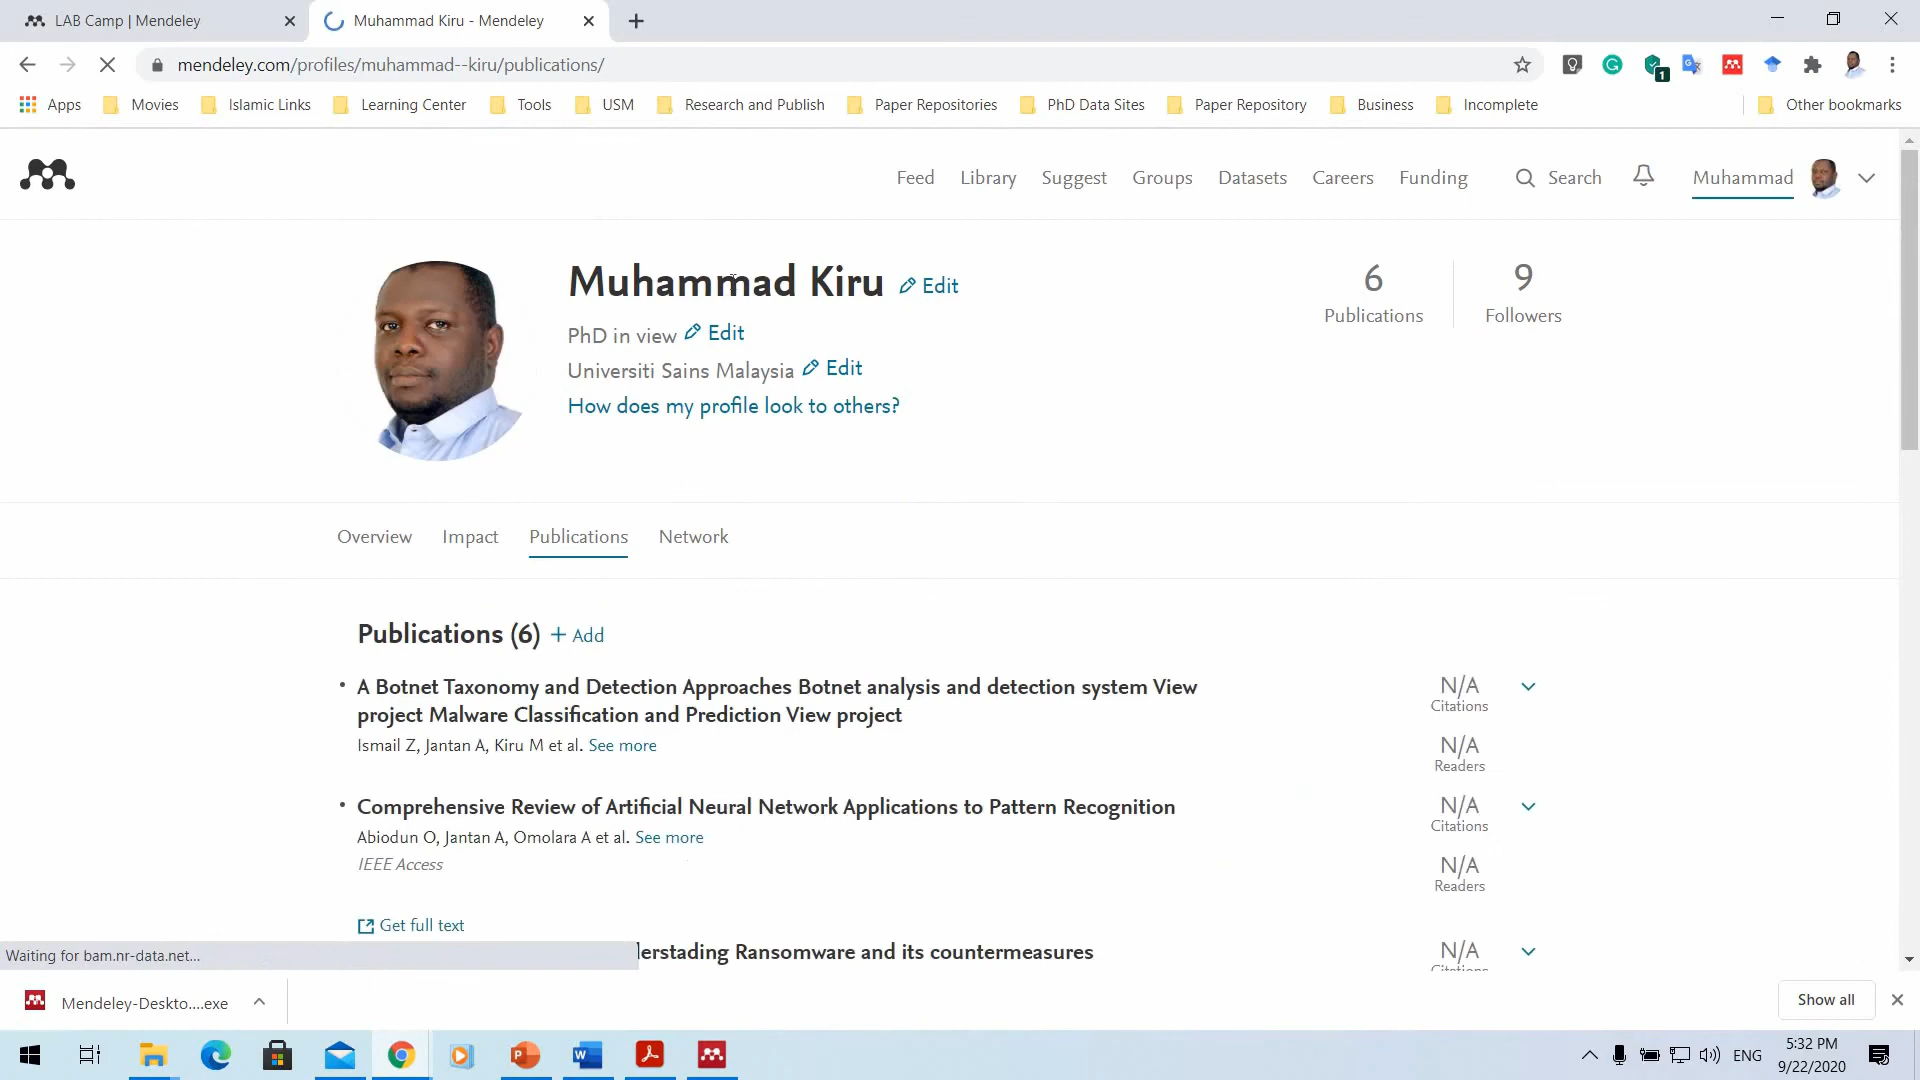 LAB Camp | Mendeley
Muhammad Kiru - Mendeley
mendeley.com/profiles/muhammad--kiru/publications/
1
Apps Movies Islamic Links Learning Center Tools USM Research and Publish Paper Repositories PhD Data Sites Paper Repository Business Incomplete Other bookmarks
Feed Library Suggest Groups Datasets Careers Funding Search Muhammad
Muhammad Kiru Edit
PhD in view Edit
Universiti Sains Malaysia Edit
How does my profile look to others?
6
Publications
9
Followers
Overview Impact Publications Network
Publications (6) + Add
• A Botnet Taxonomy and Detection Approaches Botnet analysis and detection system View
project Malware Classification and Prediction View project
Ismail Z, Jantan A, Kiru M et al. See more
N/A
Citations
N/A
Readers
• Comprehensive Review of Artificial Neural Network Applications to Pattern Recognition
Abiodun O, Jantan A, Omolara A et al. See more
IEEE Access
N/A
Citations
N/A
Readers
Get full text
Ransomware and its countermeasures
N/A
Citations
Waiting for bam.nr-data.net...
Mendeley-Deskto....exe
Show all
ENG
5:32 PM
9/22/2020